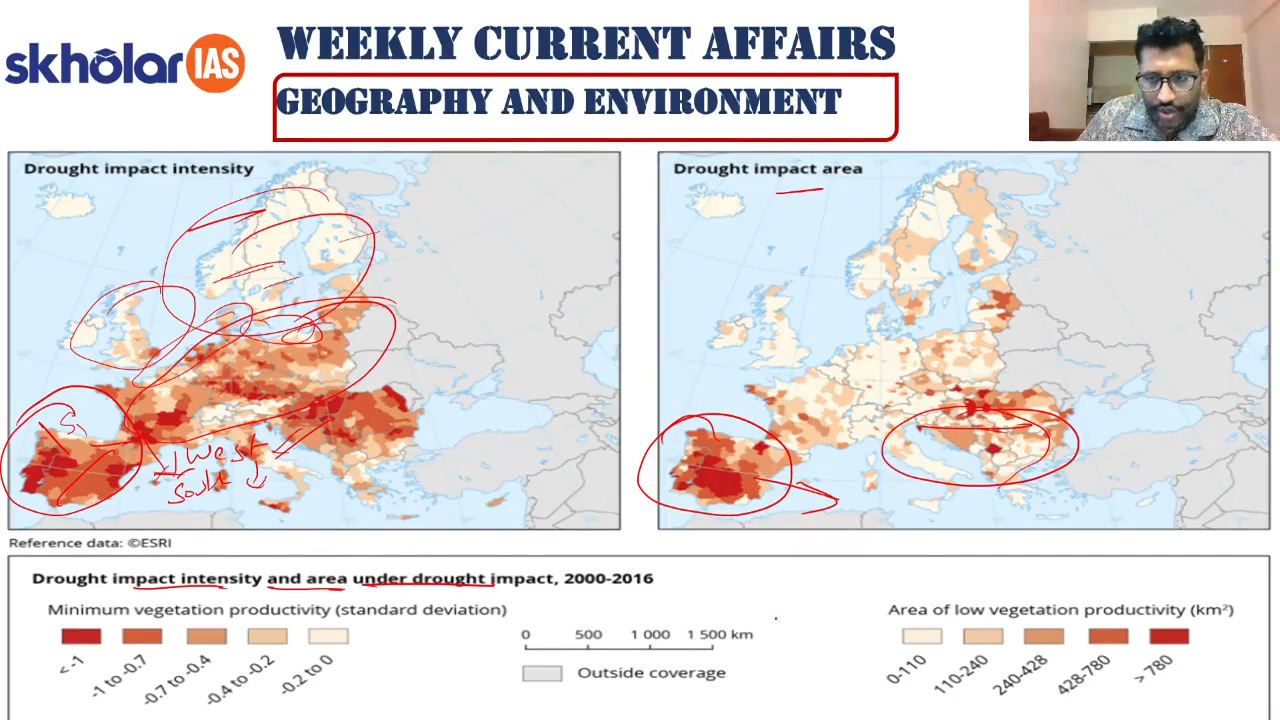 skholar IAS
WEEKLY CURRENT AFFAIRS
GEOGRAPHY AND ENVIRONMENT
Drought impact intensity
Drought impact area
West
South
Reference data: ©ESRI
Drought impact intensity and area under drought impact, 2000-2016
Minimum vegetation productivity (standard deviation)
< -1
-1 to -0.7
-0.7 to -0.4
-0.4 to -0.2
-0.2 to 0
0 500 1 000 1 500 km
Outside coverage
Area of low vegetation productivity (km²)
0-110
110-240
240-428
428-780
> 780